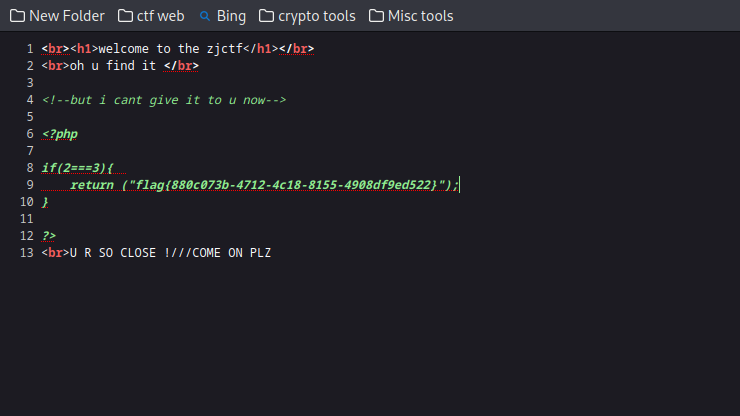 New Folder ctf web Bing crypto tools Misc tools
1 <br><h1>welcome to the zjctf</h1></br>
2 <br>oh u find it </br>
3
4 <!--but i cant give it to u now-->
5
6 <?php
7
8 if(2===3){
9     return ("flag{880c073b-4712-4c18-8155-4908df9ed522}");
10 }
11
12 ?>
13 <br>U R SO CLOSE !///COME ON PLZ